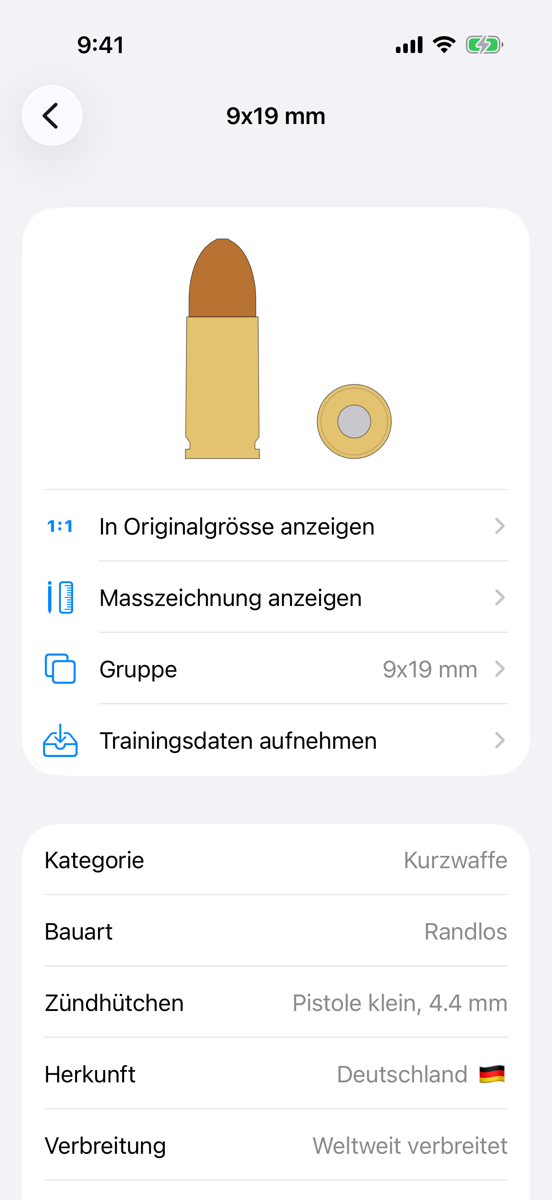 9:41
9x19 mm
1:1 In Originalgrösse anzeigen
Masszeichnung anzeigen
Gruppe 9x19 mm
Trainingsdaten aufnehmen
Kategorie Kurzwaffe
Bauart Randlos
Zündhütchen Pistole klein, 4.4 mm
Herkunft Deutschland 🇩🇪
Verbreitung Weltweit verbreitet